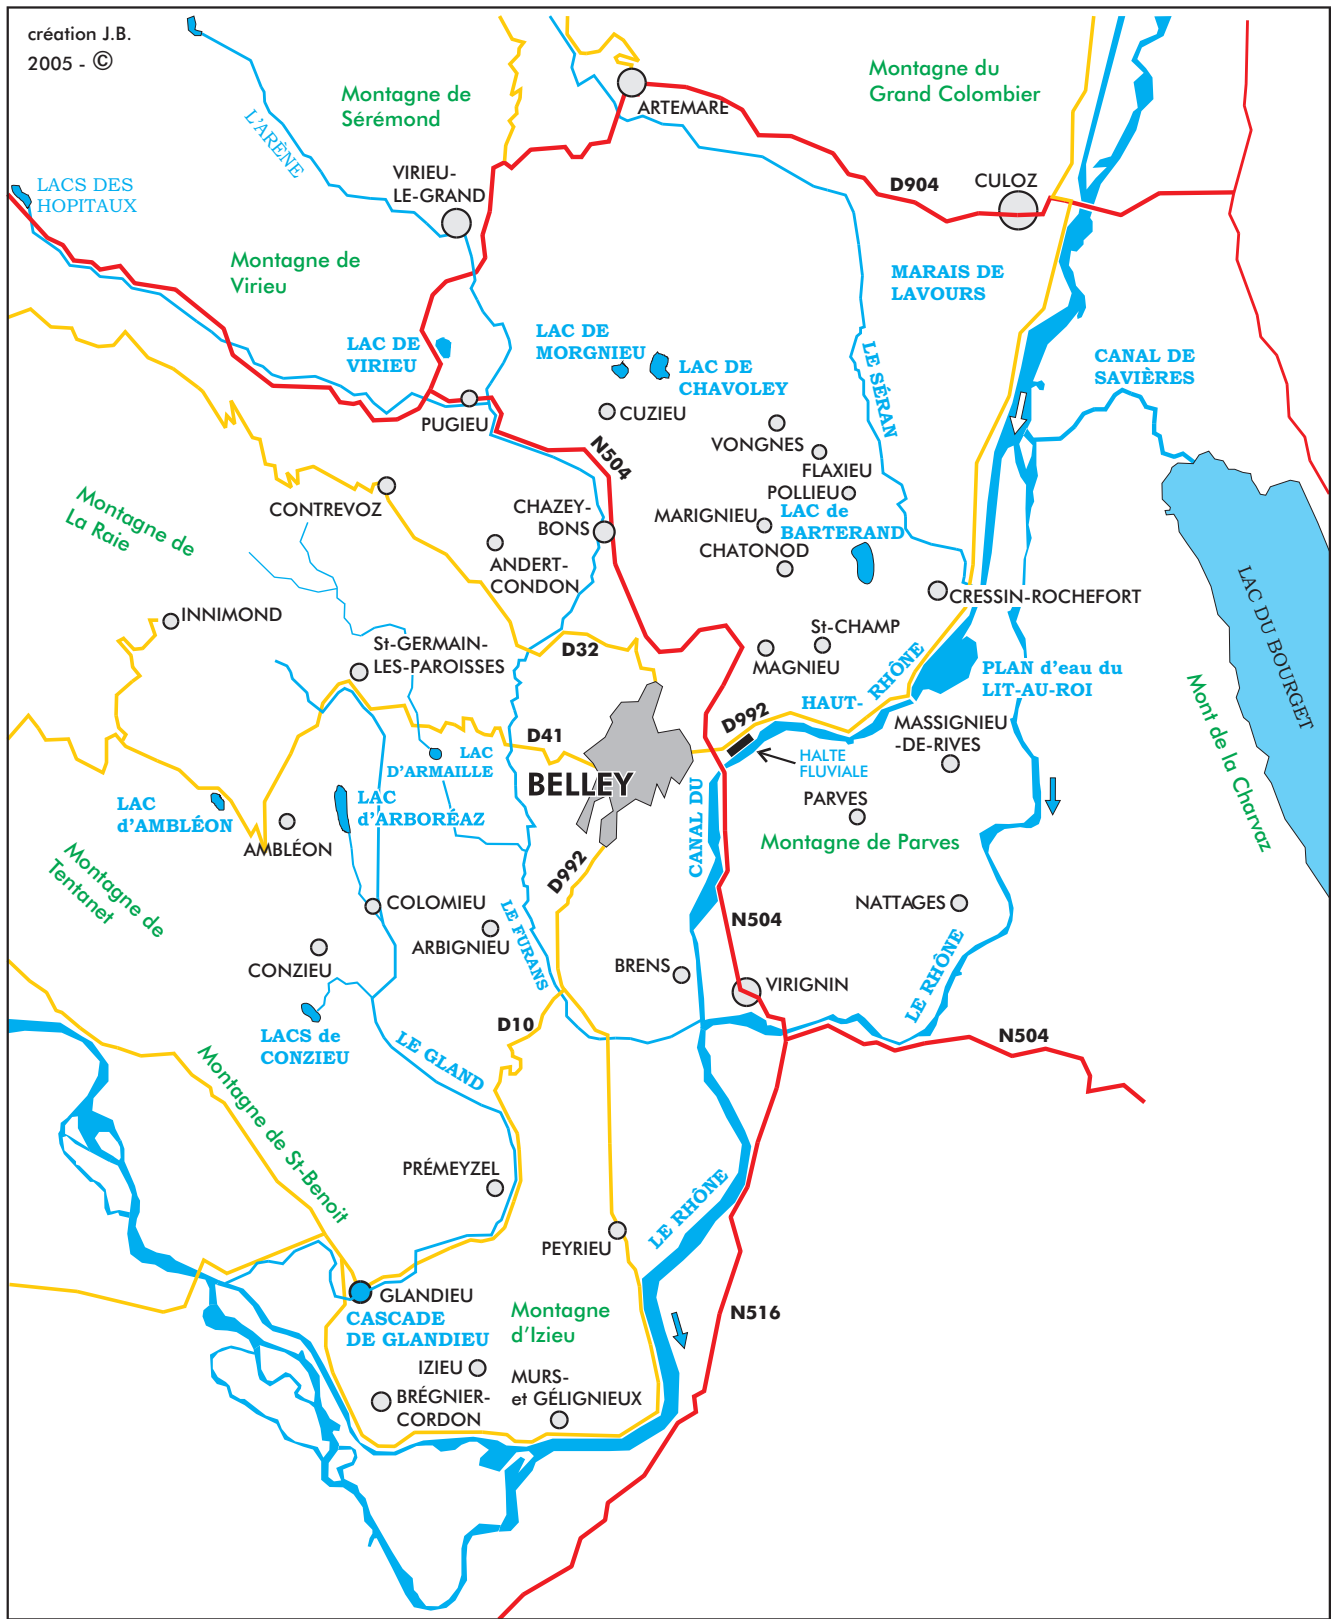 création J.B.
2005 - ©
Montagne de
Sérémond
Montagne du
Grand Colombier
ARTEMARE
L'ARÈNE
LACS DES
HOPITAUX
VIRIEU-
LE-GRAND
D904
CULOZ
Montagne de
Virieu
MARAIS DE
LAVOURS
LAC DE
VIRIEU
LAC DE
MORGNIEU
LAC DE
CHAVOLEY
LE SÉRAN
CANAL DE
SAVIÈRES
PUGIEU
CUZIEU
N504
VONGNES
FLAXIEU
POLLIEU
CONTREVOZ
Montagne de
La Raie
CHAZEY-
BONS
MARIGNIEU
LAC de
BARTERAND
CHATONOD
ANDERT-
CONDON
CRESSIN-ROCHEFORT
LAC DU BOURGET
INNIMOND
St-GERMAIN-
LES-PAROISSES
D32
St-CHAMP
MAGNIEU
HAUT-RHÔNE
PLAN d'eau du
LIT-AU-ROI
Mont de la Charvaz
D992
MASSIGNIEU
-DE-RIVES
D41
LAC
D'ARMAILLE
BELLEY
HALTE
FLUVIALE
LAC
d'AMBLÉON
LAC
d'ARBORÉAZ
CANAL DU
PARVES
Montagne de Parves
AMBLÉON
Montagne de
Tentanet
D992
COLOMIEU
ARBIGNIEU
LE FURANS
N504
NATTAGES
CONZIEU
BRENS
VIRIGNIN
LE RHÔNE
LACS de
CONZIEU
D10
N504
LE GLAND
Montagne de St-Benoit
PRÉMEYZEL
LE RHÔNE
PEYRIEU
GLANDIEU
CASCADE
DE GLANDIEU
Montagne
d'Izieu
N516
IZIEU
MURS-
et GÉLIGNIEUX
BRÉGNIER-
CORDON